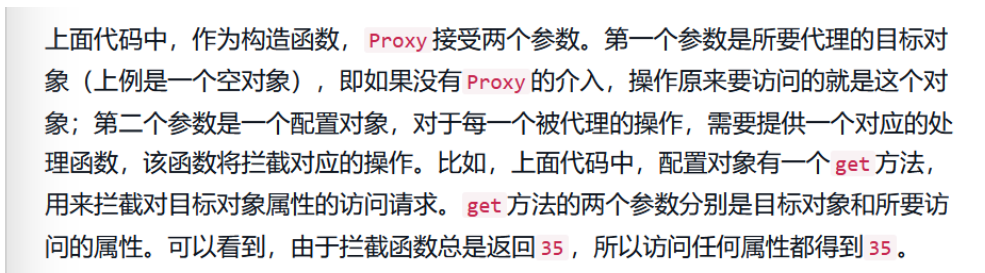 上面代码中，作为构造函数，Proxy接受两个参数。第一个参数是所要代理的目标对
象（上例是一个空对象），即如果没有Proxy的介入，操作原来要访问的就是这个对
象；第二个参数是一个配置对象，对于每一个被代理的操作，需要提供一个对应的处
理函数，该函数将拦截对应的操作。比如，上面代码中，配置对象有一个get方法，
用来拦截对目标对象属性的访问请求。get方法的两个参数分别是目标对象和所要访
问的属性。可以看到，由于拦截函数总是返回35，所以访问任何属性都得到35。